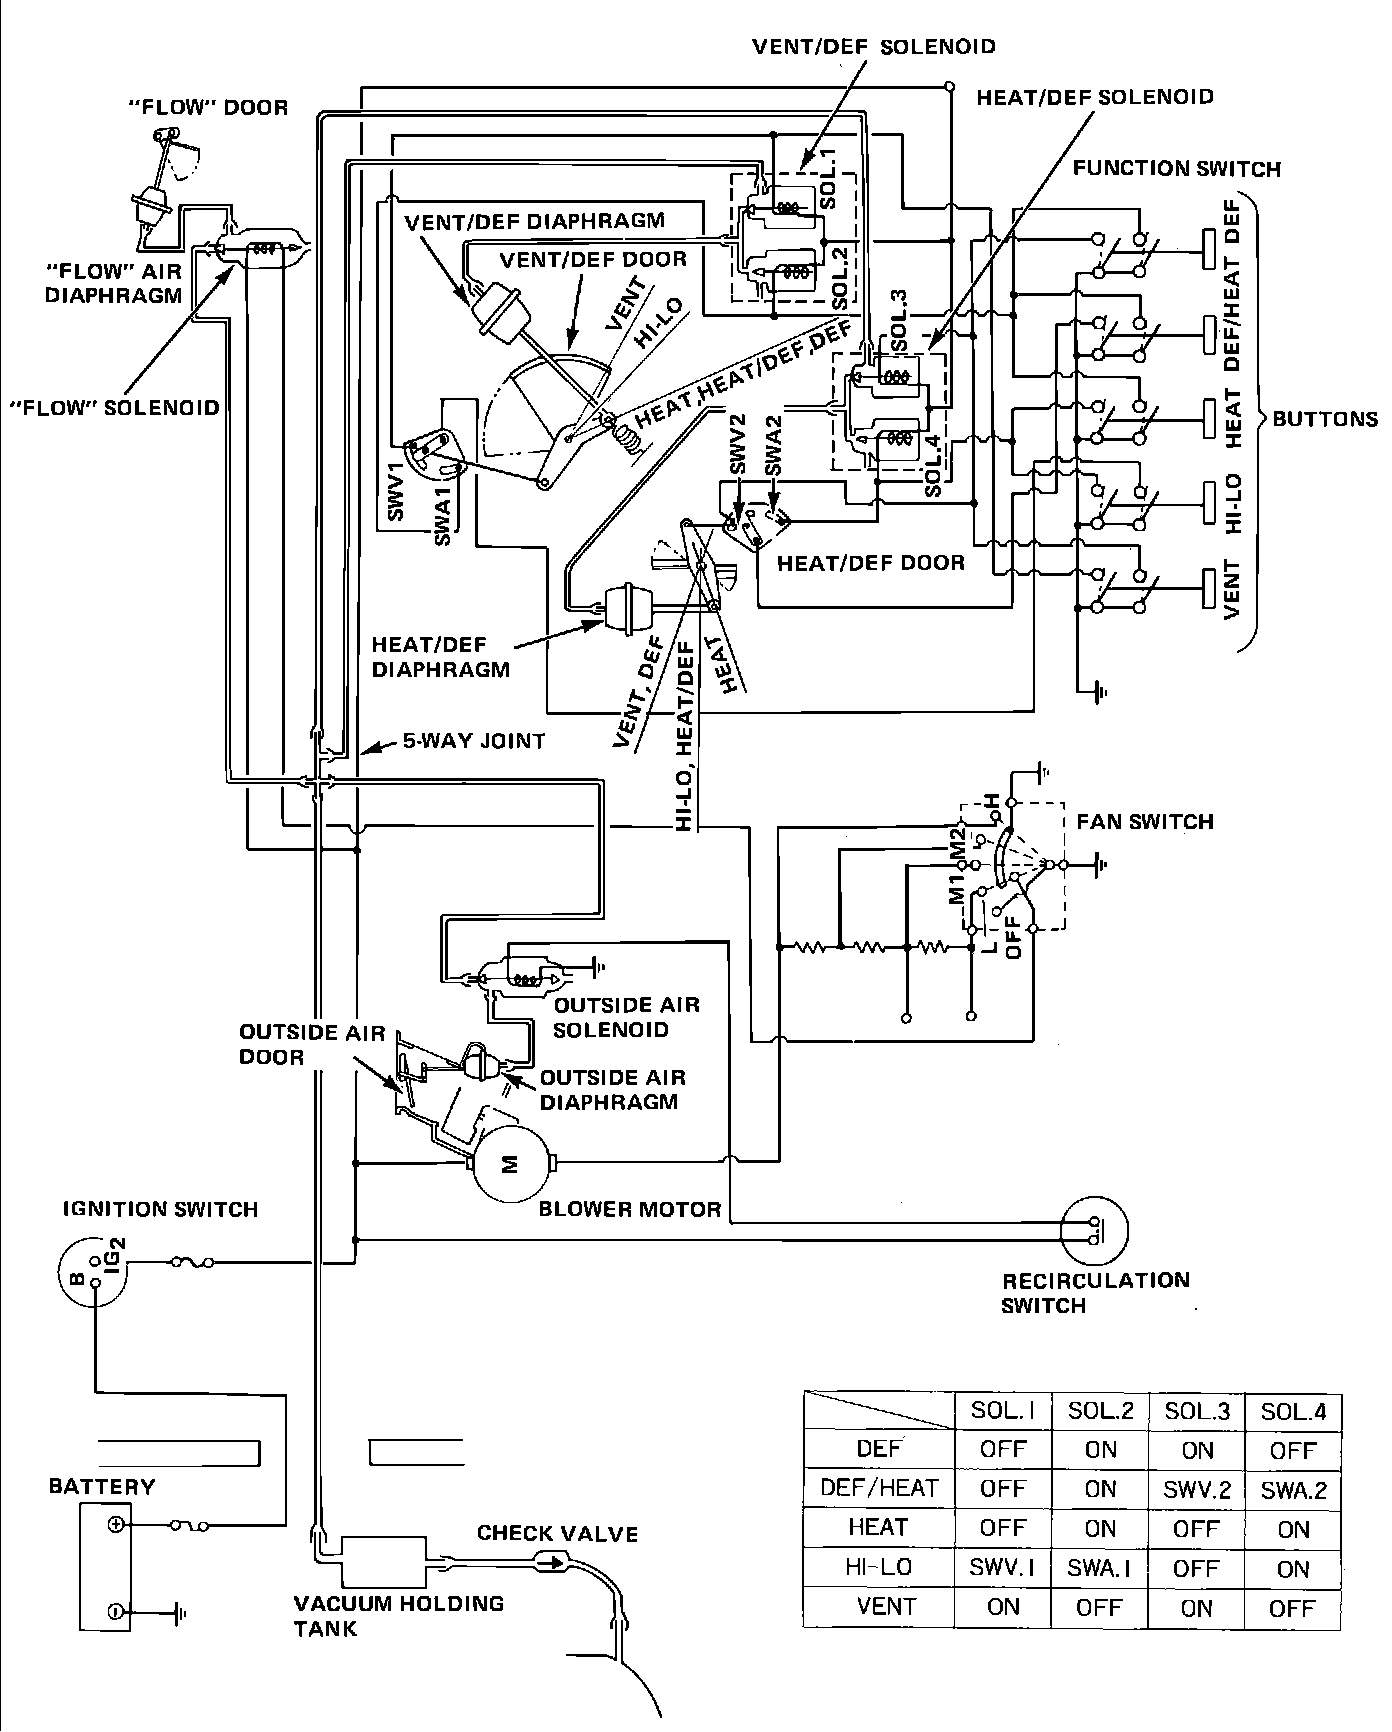 VENT/DEF SOLENOID
"FLOW" DOOR
HEAT/DEF SOLENOID
FUNCTION SWITCH
SOL.1
SOL.2
VENT/DEF DIAPHRAGM
VENT/DEF DOOR
"FLOW" AIR
DIAPHRAGM
VENT
HI-LO
HEAT, HEAT/DEF, DEF
SOL.3
SOL.4
"FLOW" SOLENOID
DEF
DEF/HEAT
HEAT
HI-LO
VENT
BUTTONS
SWV1
SWA1
SWV2
SWA2
HEAT/DEF DOOR
HEAT/DEF
DIAPHRAGM
VENT, DEF
HI-LO, HEAT/DEF
HEAT
5-WAY JOINT
FAN SWITCH
H
M2
M1
L
OFF
OUTSIDE AIR
SOLENOID
OUTSIDE AIR
DOOR
OUTSIDE AIR
DIAPHRAGM
M
BLOWER MOTOR
IGNITION SWITCH
B
IG2
RECIRCULATION
SWITCH
BATTERY
+
−
CHECK VALVE
VACUUM HOLDING
TANK
SOL.1 SOL.2 SOL.3 SOL.4
DEF OFF ON ON OFF
DEF/HEAT OFF ON SWV.2 SWA.2
HEAT OFF ON OFF ON
HI-LO SWV.1 SWA.1 OFF ON
VENT ON OFF ON OFF